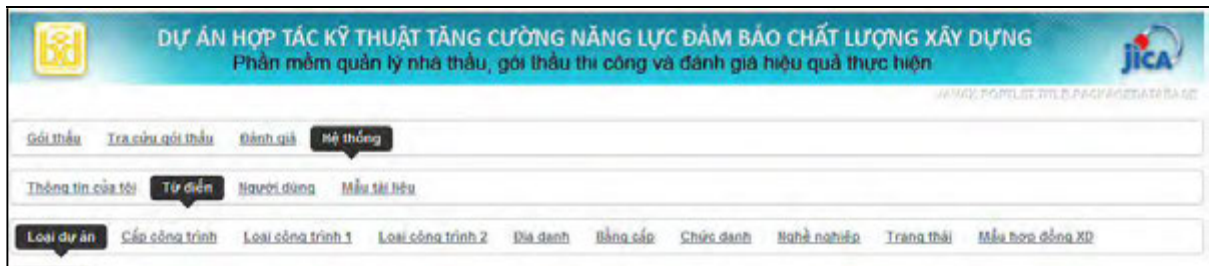 bxd
DỰ ÁN HỢP TÁC KỸ THUẬT TĂNG CƯỜNG NĂNG LỰC ĐẢM BẢO CHẤT LƯỢNG XÂY DỰNG
Phần mềm quản lý nhà thầu, gói thầu thi công và đánh giá hiệu quả thực hiện
jICA
Gói thầu Tra cứu gói thầu Đánh giá Hệ thống
Thông tin của tôi Từ điển Người dùng Mẫu tài liệu
Loại dự án Cấp công trình Loại công trình 1 Loại công trình 2 Địa danh Bằng cấp Chức danh Nghề nghiệp Trạng thái Mẫu hợp đồng XD